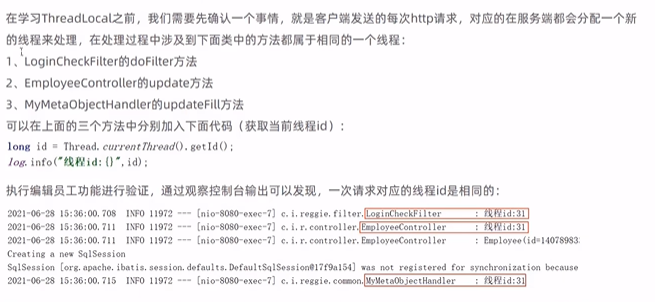 在学习ThreadLocal之前，我们需要先确认一个事情，就是客户端发送的每次http请求，对应的在服务端都会分配一个新
的线程来处理，在处理过程中涉及到下面类中的方法都属于相同的一个线程：
1、LoginCheckFilter的doFilter方法
2、EmployeeController的update方法
3、MyMetaObjectHandler的updateFill方法
可以在上面的三个方法中分别加入下面代码（获取当前线程id）：
long id = Thread.currentThread().getId();
log.info("线程id:{}",id);
执行编辑员工功能进行验证，通过观察控制台输出可以发现，一次请求对应的线程id是相同的：
2021-06-28 15:36:00.708 INFO 11972 --- [nio-8080-exec-7] c.i.reggie.filter.LoginCheckFilter : 线程id:31
2021-06-28 15:36:00.711 INFO 11972 --- [nio-8080-exec-7] c.i.r.controller.EmployeeController : 线程id:31
2021-06-28 15:36:00.711 INFO 11972 --- [nio-8080-exec-7] c.i.r.controller.EmployeeController : Employee(id=14078983
Creating a new SqlSession
SqlSession [org.apache.ibatis.session.defaults.DefaultSqlSession@17f9a154] was not registered for synchronization because
2021-06-28 15:36:00.715 INFO 11972 --- [nio-8080-exec-7] c.i.reggie.common.MyMetaObjectHandler : 线程id:31